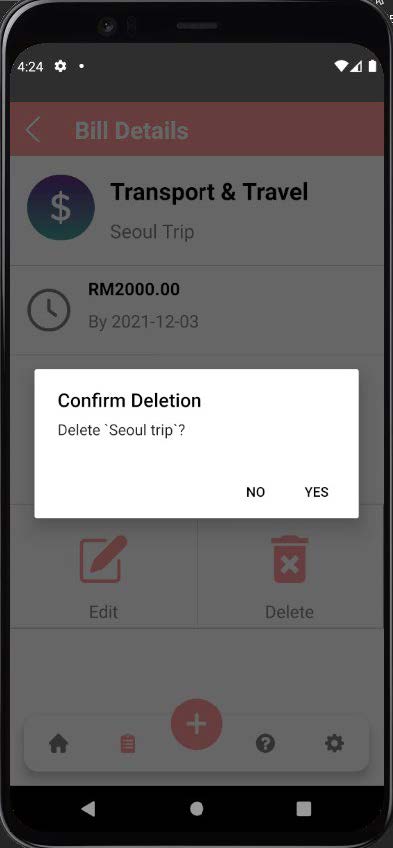 4:24
Bill Details
$
Transport & Travel
Seoul Trip
RM2000.00
By 2021-12-03
Confirm Deletion
Delete `Seoul trip`?
NO YES
Edit Delete